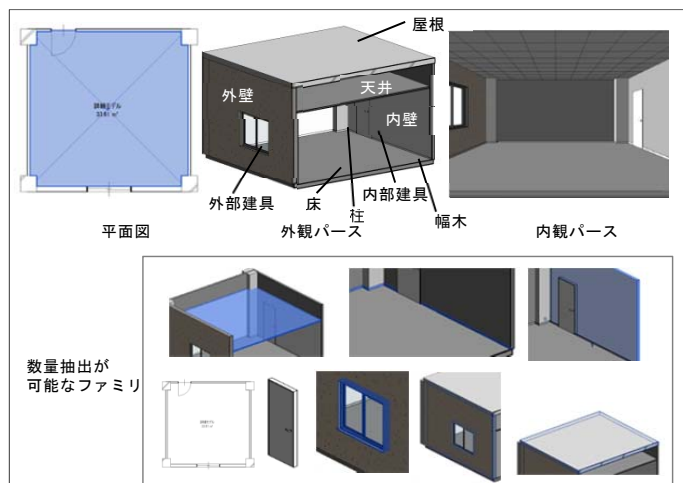 屋根
外壁
天井
内壁
外部建具
床
柱
内部建具
幅木
平面図
外観パース
内観パース
数量抽出が
可能なファミリ